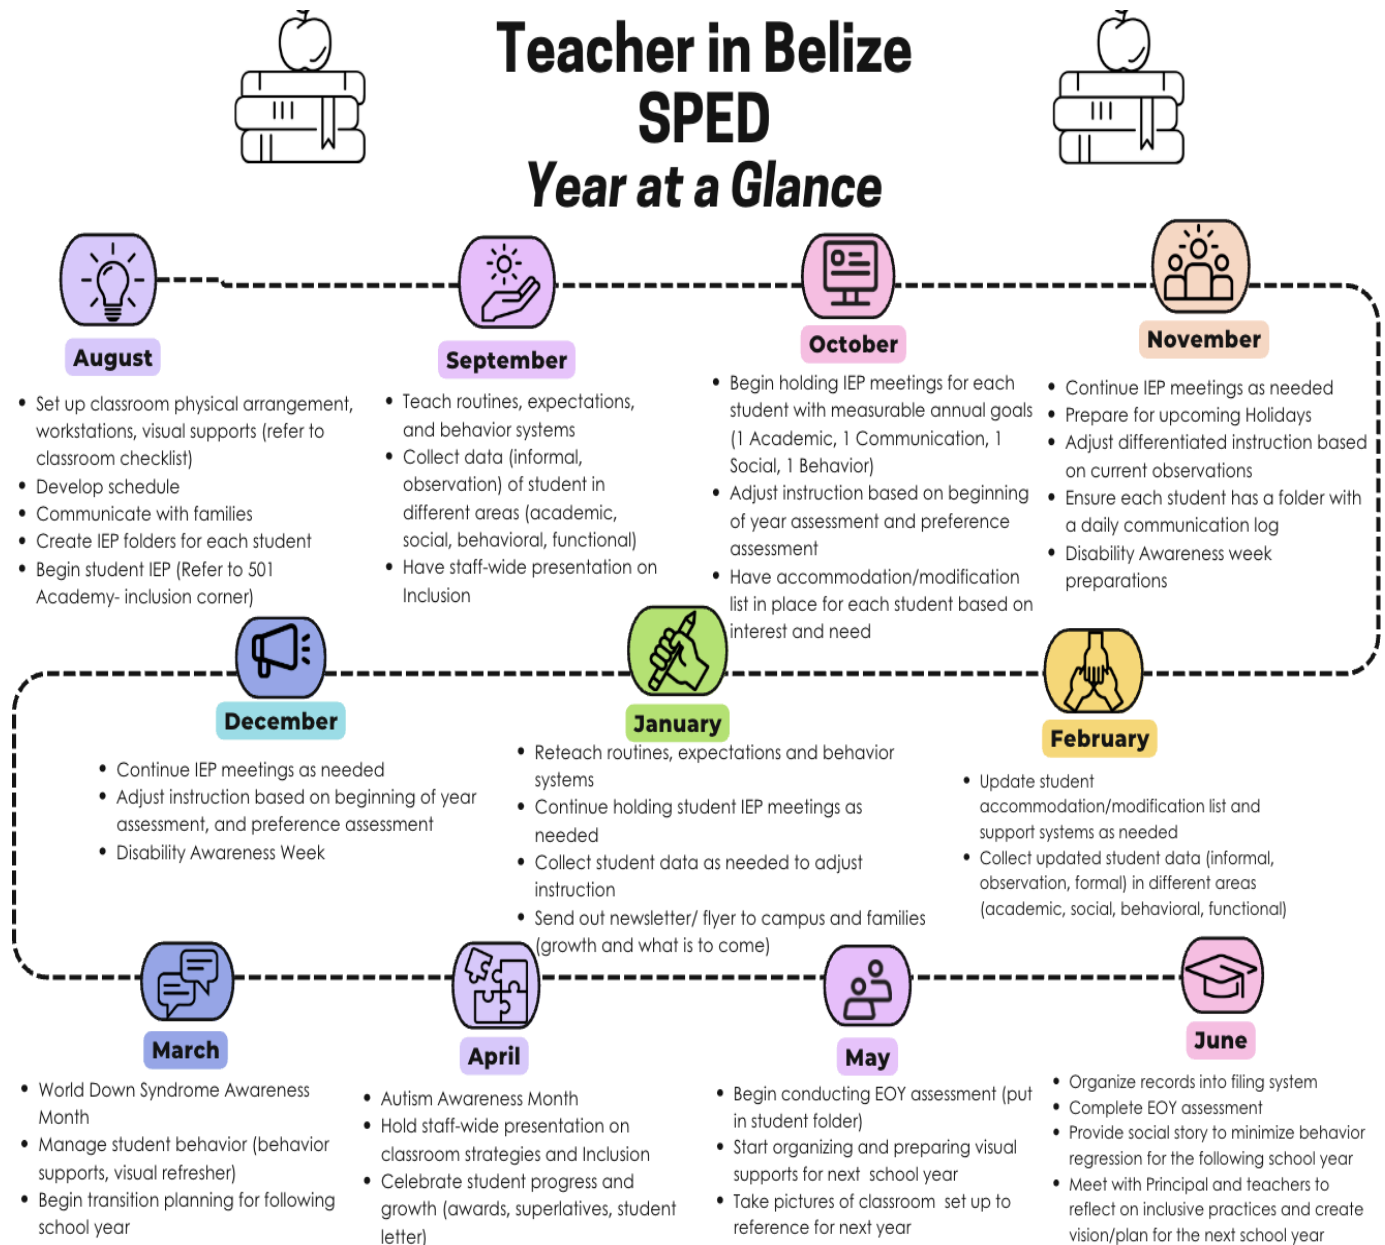 Teacher in Belize
SPED
Year at a Glance
August
• Set up classroom physical arrangement,
workstations, visual supports (refer to
classroom checklist)
• Develop schedule
• Communicate with families
• Create IEP folders for each student
• Begin student IEP (Refer to 501
Academy- inclusion corner)
September
• Teach routines, expectations,
and behavior systems
• Collect data (informal,
observation) of student in
different areas (academic,
social, behavioral, functional)
• Have staff-wide presentation on
Inclusion
October
• Begin holding IEP meetings for each
student with measurable annual goals
(1 Academic, 1 Communication, 1
Social, 1 Behavior)
• Adjust instruction based on beginning
of year assessment and preference
assessment
• Have accommodation/modification
list in place for each student based on
interest and need
November
• Continue IEP meetings as needed
• Prepare for upcoming Holidays
• Adjust differentiated instruction based
on current observations
• Ensure each student has a folder with
a daily communication log
• Disability Awareness week
preparations
December
• Continue IEP meetings as needed
• Adjust instruction based on beginning of year
assessment, and preference assessment
• Disability Awareness Week
January
• Reteach routines, expectations and behavior
systems
• Continue holding student IEP meetings as
needed
• Collect student data as needed to adjust
instruction
• Send out newsletter/ flyer to campus and families
(growth and what is to come)
February
• Update student
accommodation/modification list and
support systems as needed
• Collect updated student data (informal,
observation, formal) in different areas
(academic, social, behavioral, functional)
March
• World Down Syndrome Awareness
Month
• Manage student behavior (behavior
supports, visual refresher)
• Begin transition planning for following
school year
April
• Autism Awareness Month
• Hold staff-wide presentation on
classroom strategies and Inclusion
• Celebrate student progress and
growth (awards, superlatives, student
letter)
May
• Begin conducting EOY assessment (put
in student folder)
• Start organizing and preparing visual
supports for next school year
• Take pictures of classroom set up to
reference for next year
June
• Organize records into filing system
• Complete EOY assessment
• Provide social story to minimize behavior
regression for the following school year
• Meet with Principal and teachers to
reflect on inclusive practices and create
vision/plan for the next school year